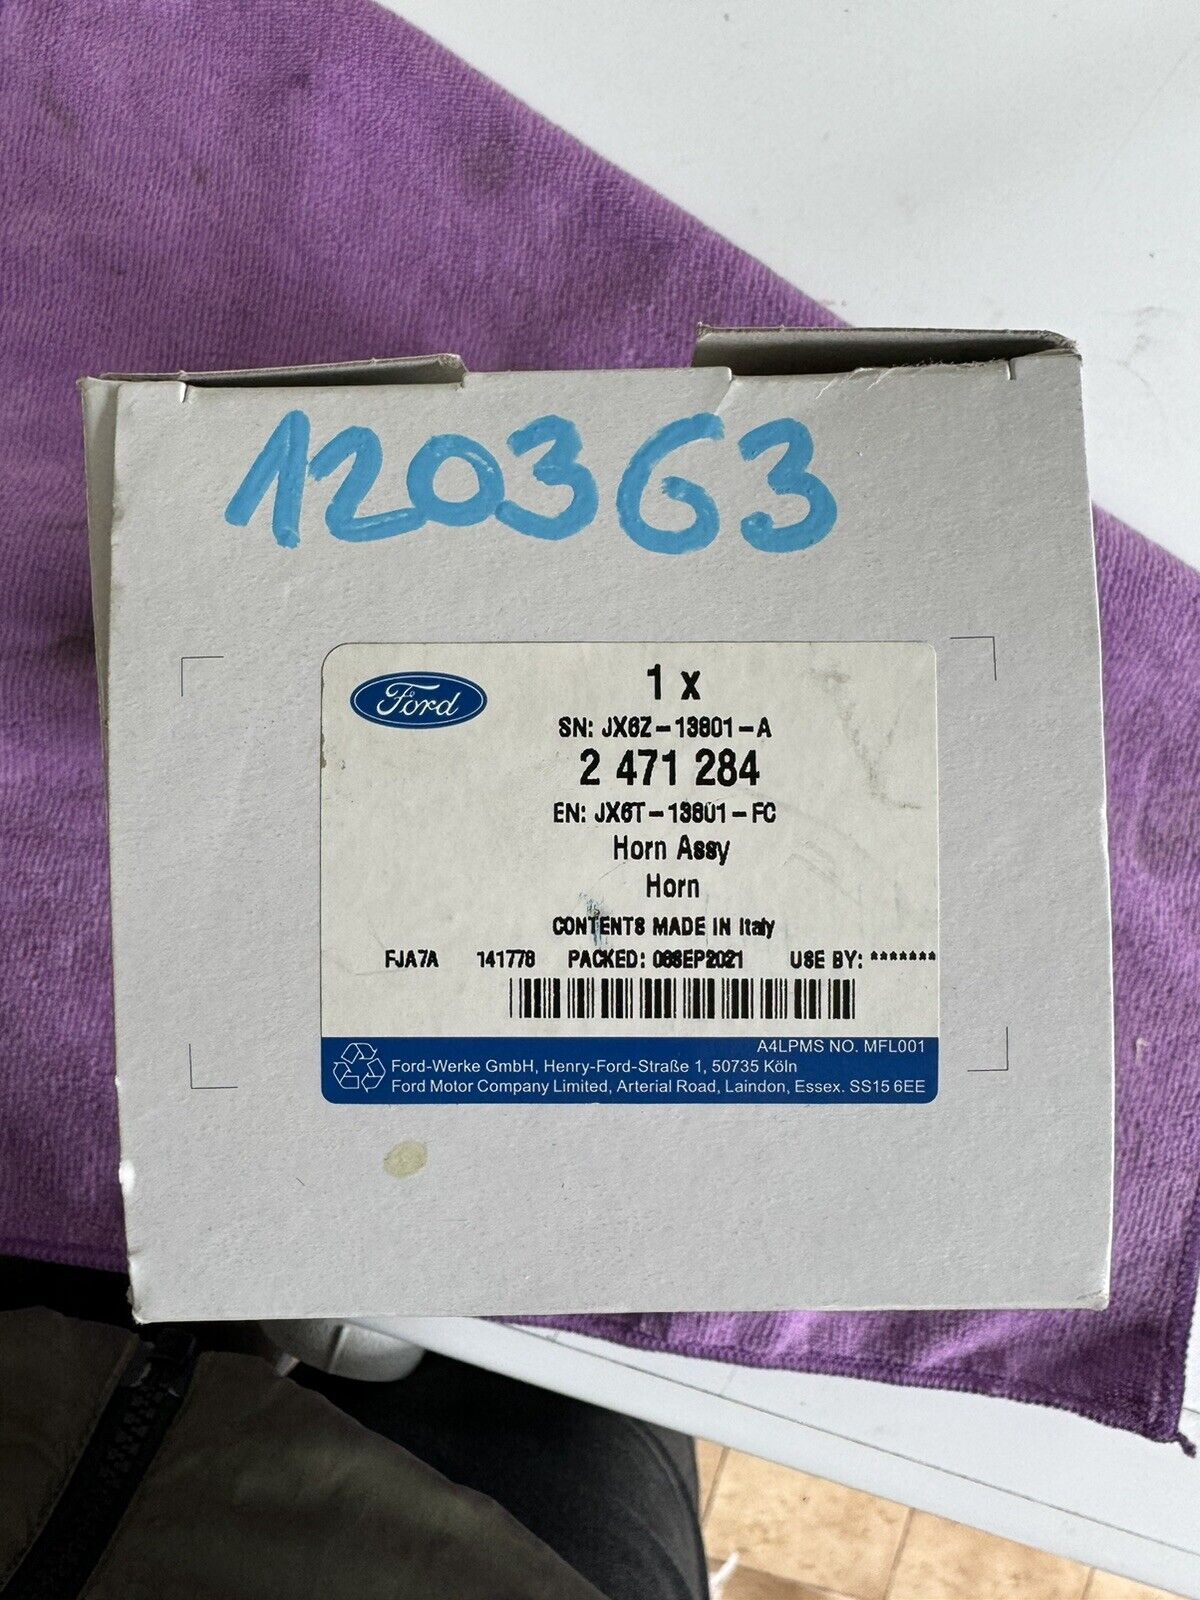 120363
Ford
1 x
SN: JX6Z-13801-A
2 471 284
EN: JX6T-13801-FC
Horn Assy
Horn
CONTENTS MADE IN Italy
FJA7A 141778 PACKED: 06SEP2021 USE BY: *******
A4LPMS NO. MFL001
Ford-Werke GmbH, Henry-Ford-Straße 1, 50735 Köln
Ford Motor Company Limited, Arterial Road, Laindon, Essex. SS15 6EE